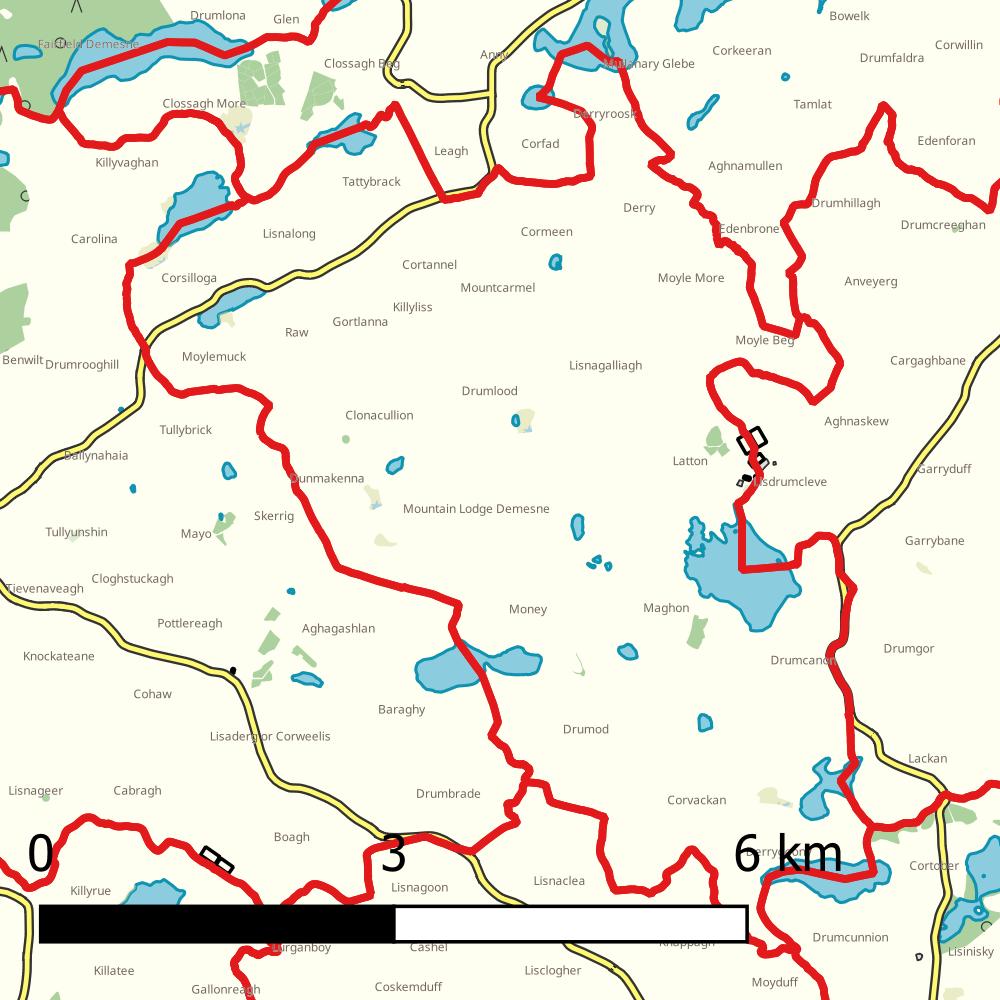 Drumlona
Glen
Bowelk
Fairfield Demesne
Corwillin
Corkeeran
Anny
Drumfaldra
Clossagh Beg
Mullanary Glebe
Clossagh More
Tamlat
Derryroosk
Edenforan
Corfad
Leagh
Killyvaghan
Aghnamullen
Tattybrack
Drumhillagh
Derry
Drumcreeghan
Edenbrone
Cormeen
Lisnalong
Carolina
Cortannel
Corsilloga
Moyle More
Anveyerg
Mountcarmel
Killyliss
Gortlanna
Raw
Moyle Beg
Moylemuck
Benwilt
Drumrooghill
Lisnagalliagh
Cargaghbane
Drumlood
Clonacullion
Aghnaskew
Tullybrick
Ballynahaia
Latton
Garryduff
Dunmakenna
Lisdrumcleve
Mountain Lodge Demesne
Skerrig
Tullyunshin
Mayo
Garrybane
Cloghstuckagh
Tievenaveagh
Money
Maghon
Pottlereagh
Aghagashlan
Drumgor
Knockateane
Drumcanon
Cohaw
Baraghy
Drumod
Lisaderg or Corweelis
Lackan
Lisnageer
Cabragh
Drumbrade
Corvackan
Boagh
0
3
6 km
Cortober
Lisnaclea
Lisnagoon
Killyrue
Drumcunnion
Lisinisky
Cashel
Killatee
Lisclogher
Moyduff
Coskemduff
Gallonreagh